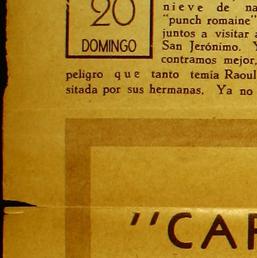 20
DOMINGO
nieve de na
"punch romaine"
juntos a visitar a
San Jerónimo. Y
contramos mejor,
peligro que tanto temía Raoul
sitada por sus hermanas. Ya no
"CAR